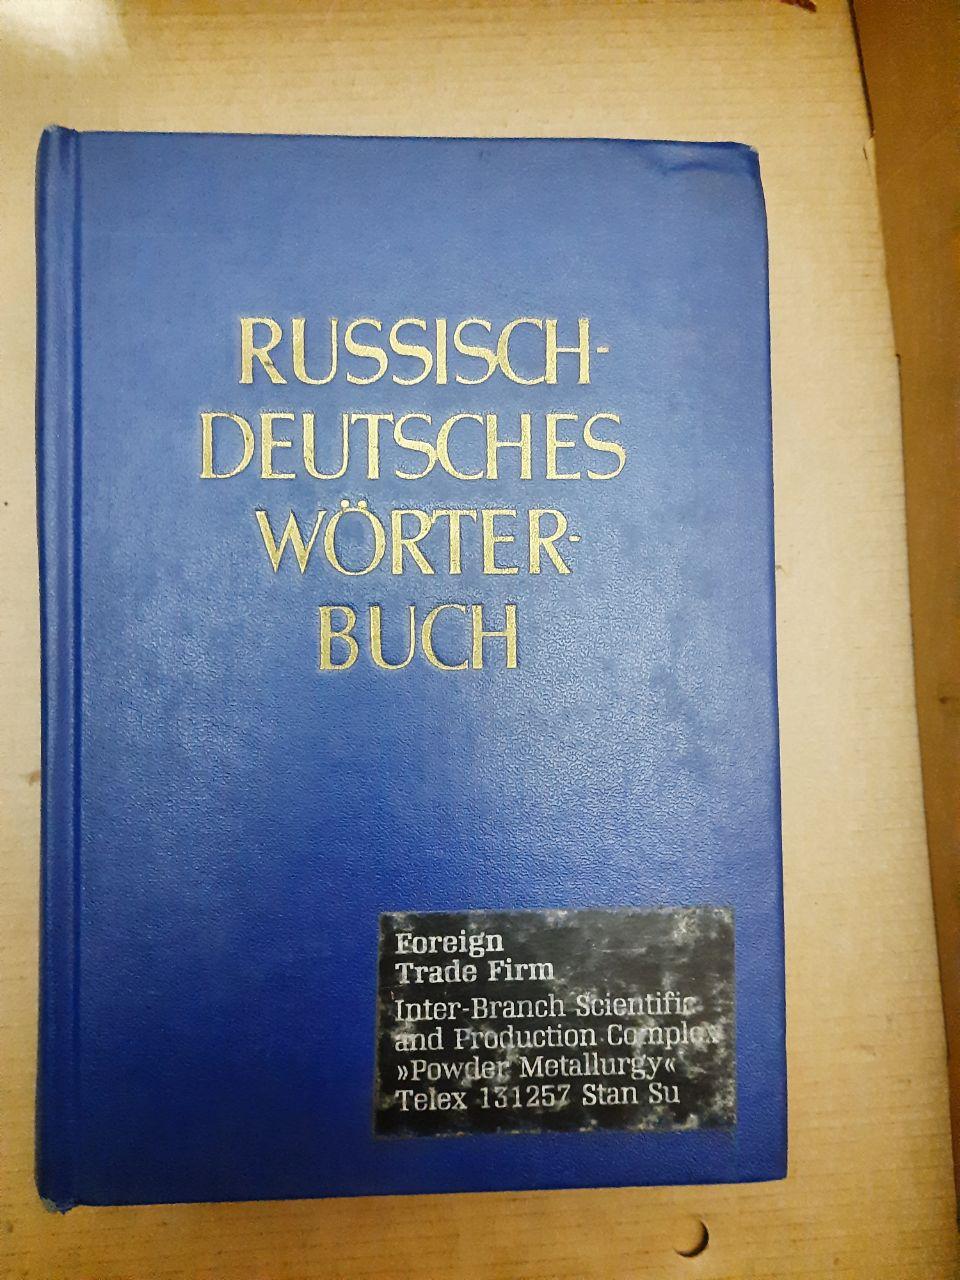 RUSSISCH-
DEUTSCHES
WÖRTER-
BUCH
Foreign
Trade Firm
Inter-Branch Scientific
and Production Complex
»Powder Metallurgy«
Telex 131257 Stan Su